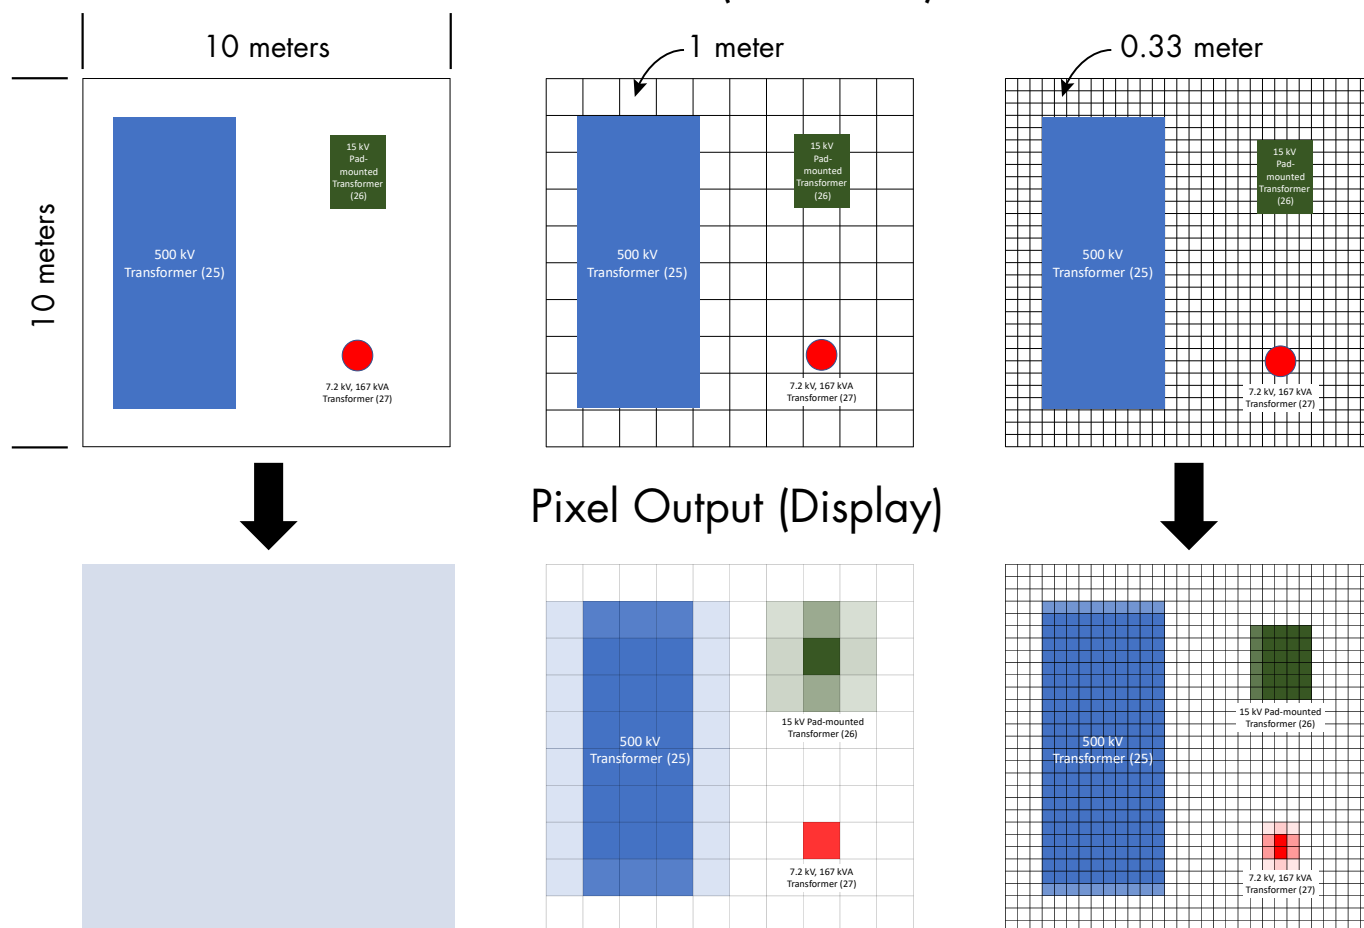 10 meters
1 meter
0.33 meter
10 meters
15 kV
Pad-
mounted
Transformer
(26)
500 kV
Transformer (25)
7.2 kV, 167 kVA
Transformer (27)
15 kV
Pad-
mounted
Transformer
(26)
500 kV
Transformer (25)
7.2 kV, 167 kVA
Transformer (27)
15 kV
Pad-
mounted
Transformer
(26)
500 kV
Transformer (25)
7.2 kV, 167 kVA
Transformer (27)
Pixel Output (Display)
15 kV Pad-mounted
Transformer (26)
500 kV
Transformer (25)
7.2 kV, 167 kVA
Transformer (27)
15 kV Pad-mounted
Transformer (26)
500 kV
Transformer (25)
7.2 kV, 167 kVA
Transformer (27)